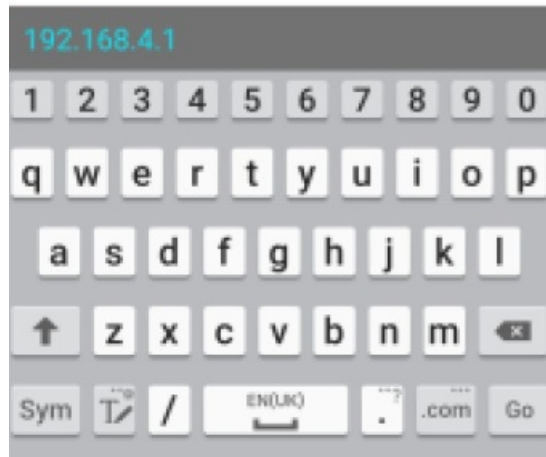 192.168.4.1
1 2 3 4 5 6 7 8 9 0
q w e r t y u i o p
a s d f g h j k l
z x c v b n m
Sym T / EN(UK) . ...? .com Go